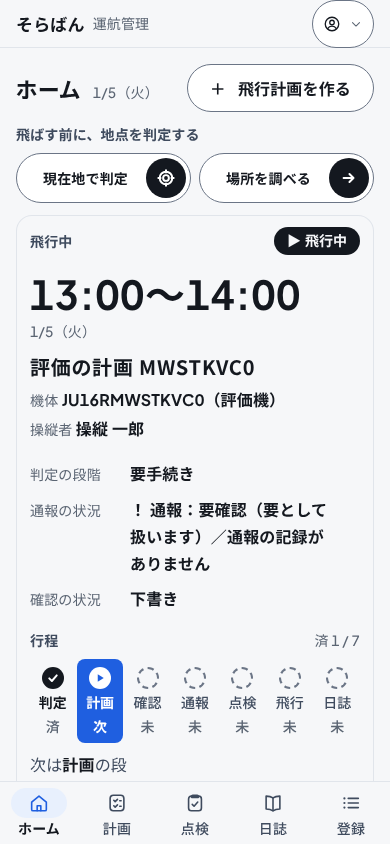 そらばん 運航管理
ホーム 1/5（火） ＋ 飛行計画を作る
飛ばす前に、地点を判定する
現在地で判定 場所を調べる
飛行中 ▶ 飛行中
13:00〜14:00
1/5（火）
評価の計画 MWSTKVC0
機体 JU16RMWSTKVC0（評価機）
操縦者 操縦 一郎
判定の段階 要手続き
通報の状況 ！ 通報：要確認（要として
扱います）／通報の記録が
ありません
確認の状況 下書き
行程 済 1 / 7
判定 計画 確認 通報 点検 飛行 日誌
済 次 未 未 未 未 未
次は計画の段
ホーム 計画 点検 日誌 登録